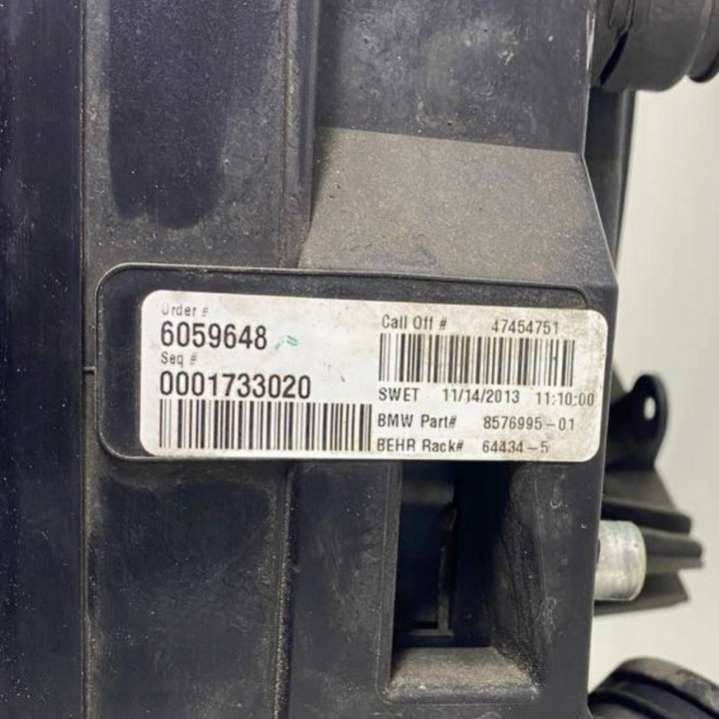 Order #
6059648
Seq #
0001733020
Call Off # 47454751
SWET 11/14/2013 11:10:00
BMW Part# 8576995-01
BEHR Rack# 64434-5